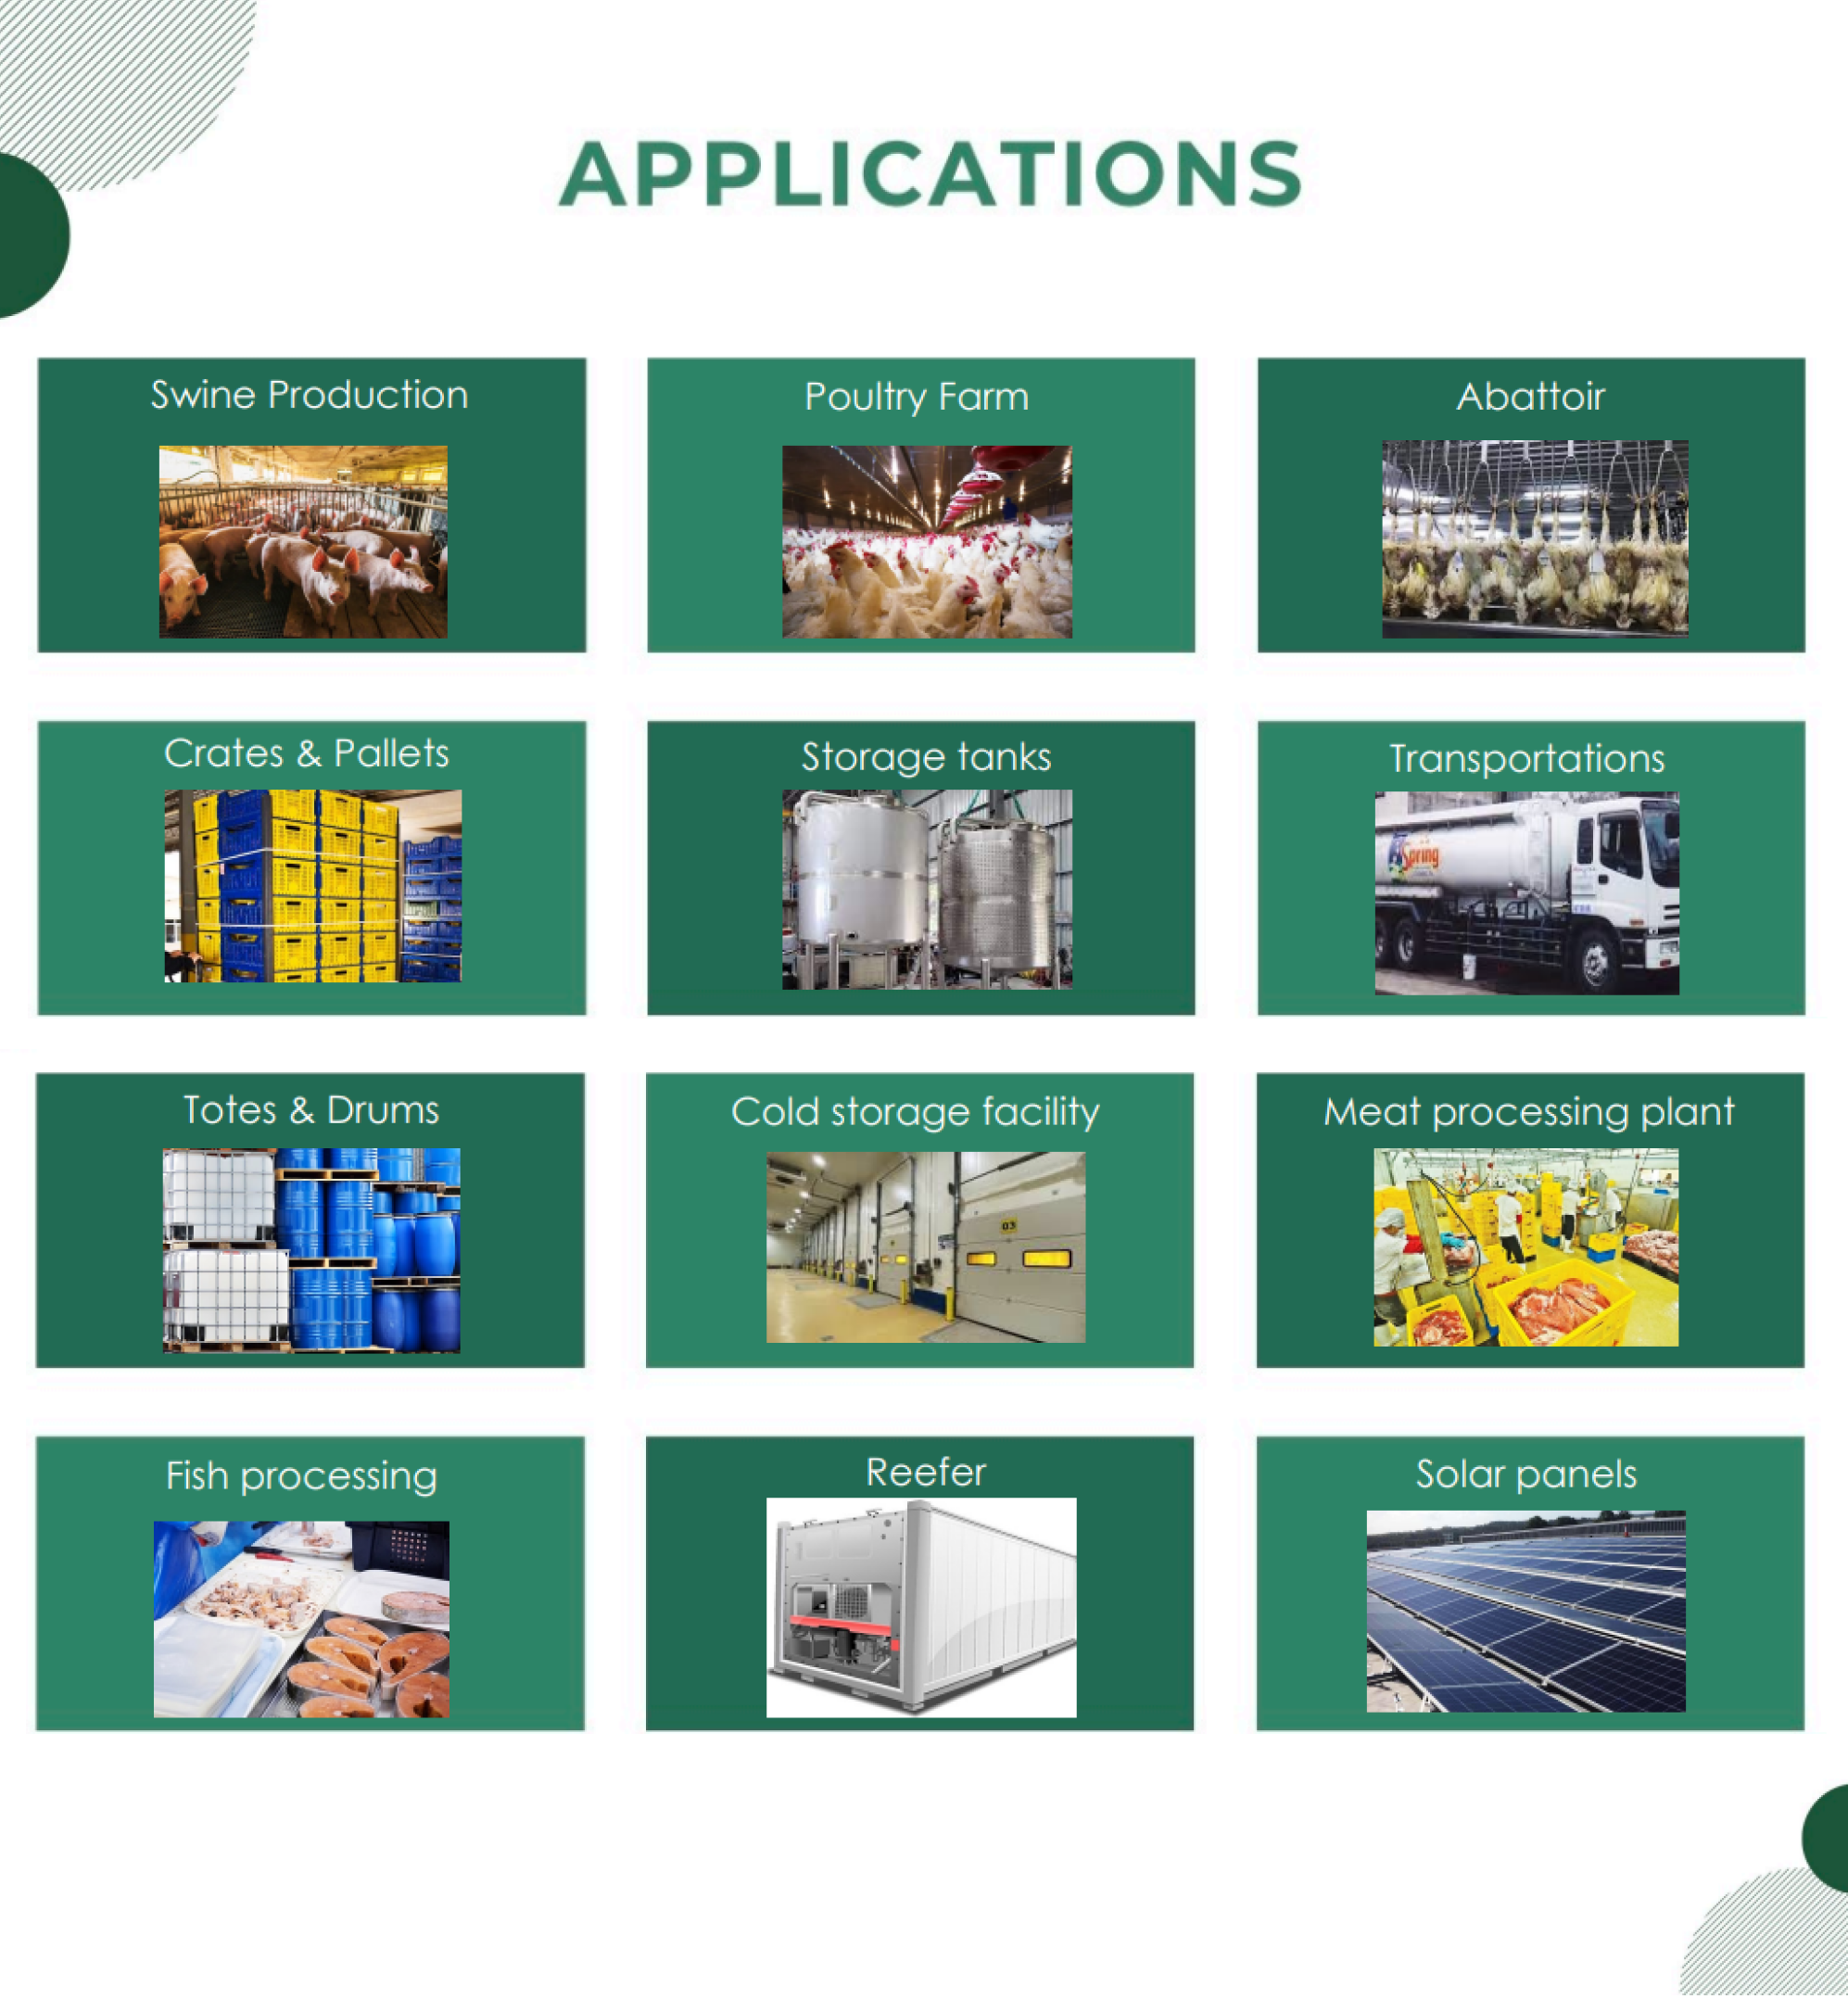 APPLICATIONS
Swine Production
Poultry Farm
Abattoir
Crates & Pallets
Storage tanks
Transportations
Spring
Totes & Drums
Cold storage facility
03
Meat processing plant
Fish processing
Reefer
Solar panels